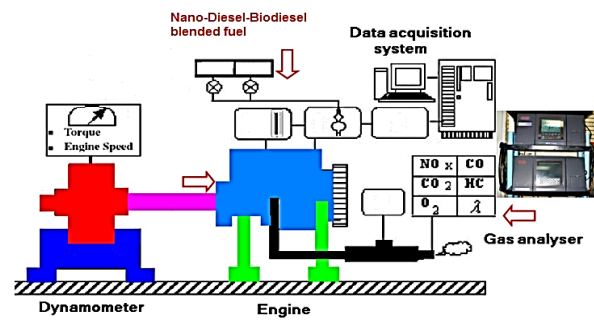 Nano-Diesel-Biodiesel
blended fuel
Data acquisition
system
Torque
Engine Speed
NO x CO
CO 2 HC
O 2 λ
Gas analyser
Dynamometer
Engine